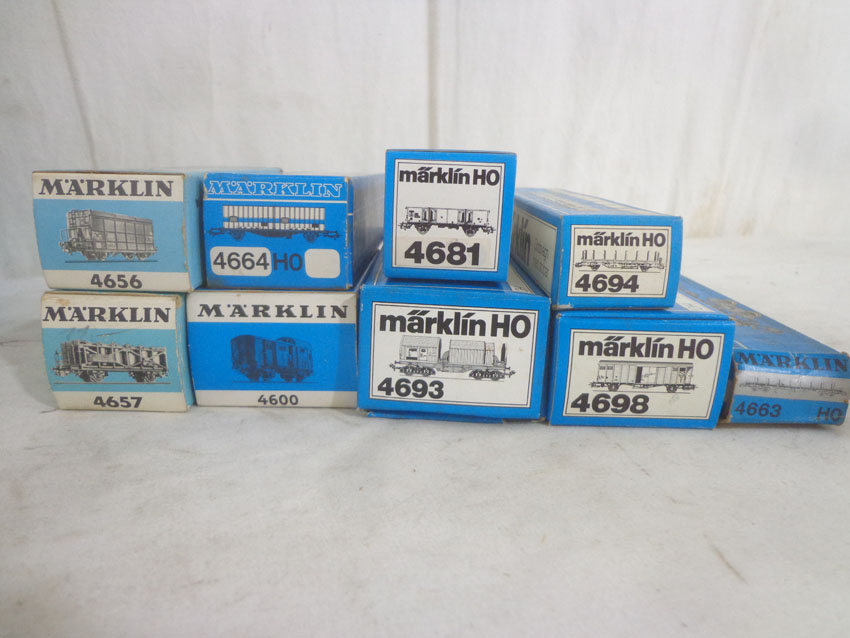 MÄRKLIN
4656
MÄRKLIN
4664 HO
märklin HO
4681
märklin HO
4694
MÄRKLIN
4657
MÄRKLIN
4600
märklin HO
4693
märklin HO
4698
MÄRKLIN
4663 HO